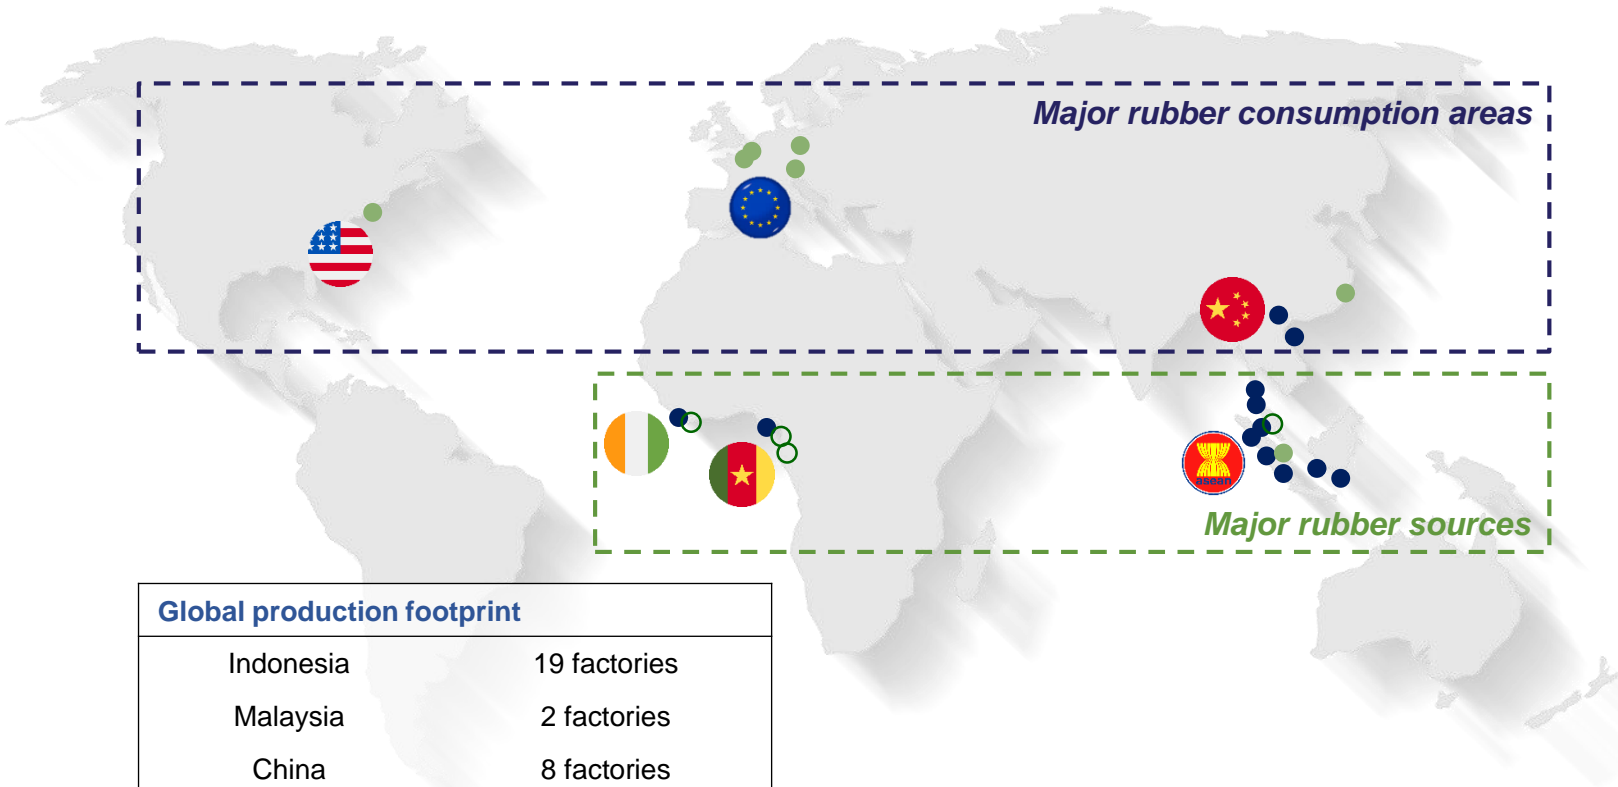 Major rubber consumption areas
asean
Major rubber sources
Global production footprint
Indonesia 19 factories
Malaysia 2 factories
China 8 factories